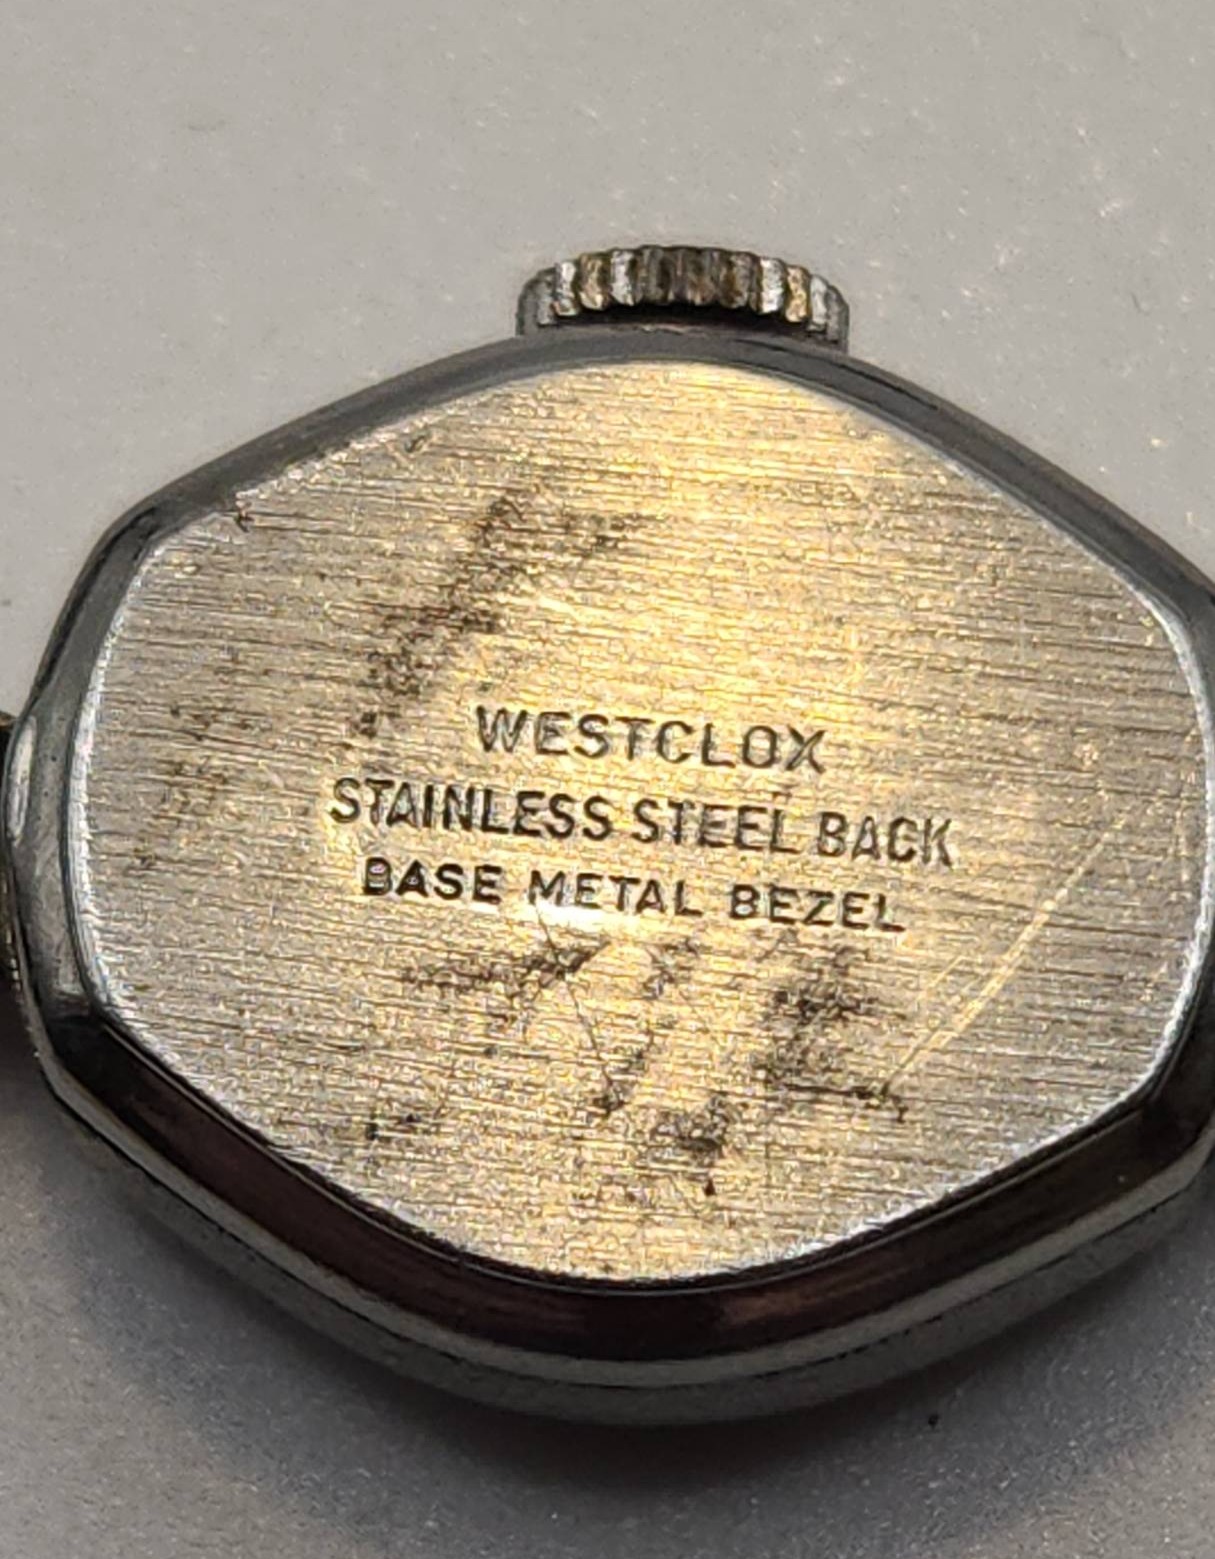 WESTCLOX
STAINLESS STEEL BACK
BASE METAL BEZEL